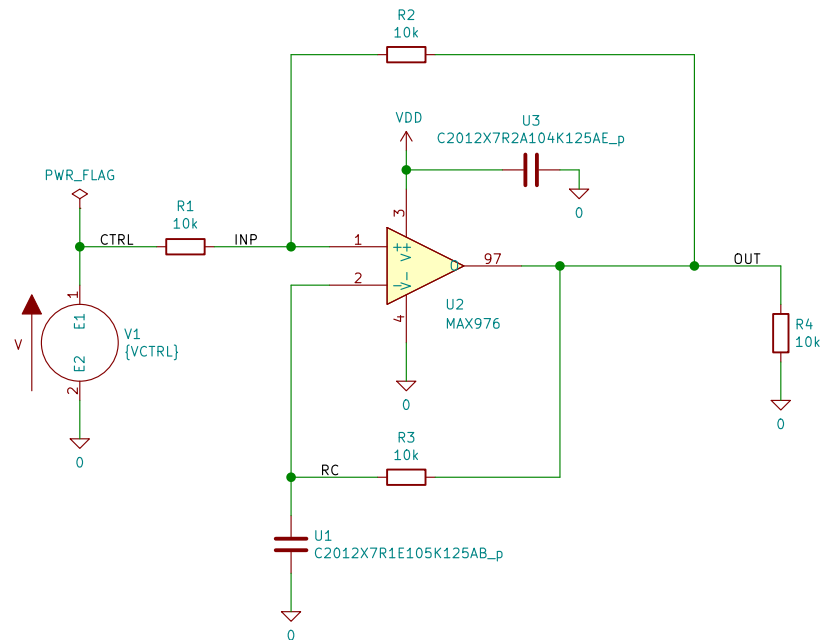 R2
10k
VDD
U3
C2012X7R2A104K125AE_p
0
PWR_FLAG
R1
10k
CTRL
INP
3
1
2
+
V+
-
V-
O
97
OUT
4
U2
MAX976
0
1
E1
V
E2
2
V1
{VCTRL}
0
R4
10k
0
R3
10k
RC
U1
C2012X7R1E105K125AB_p
0